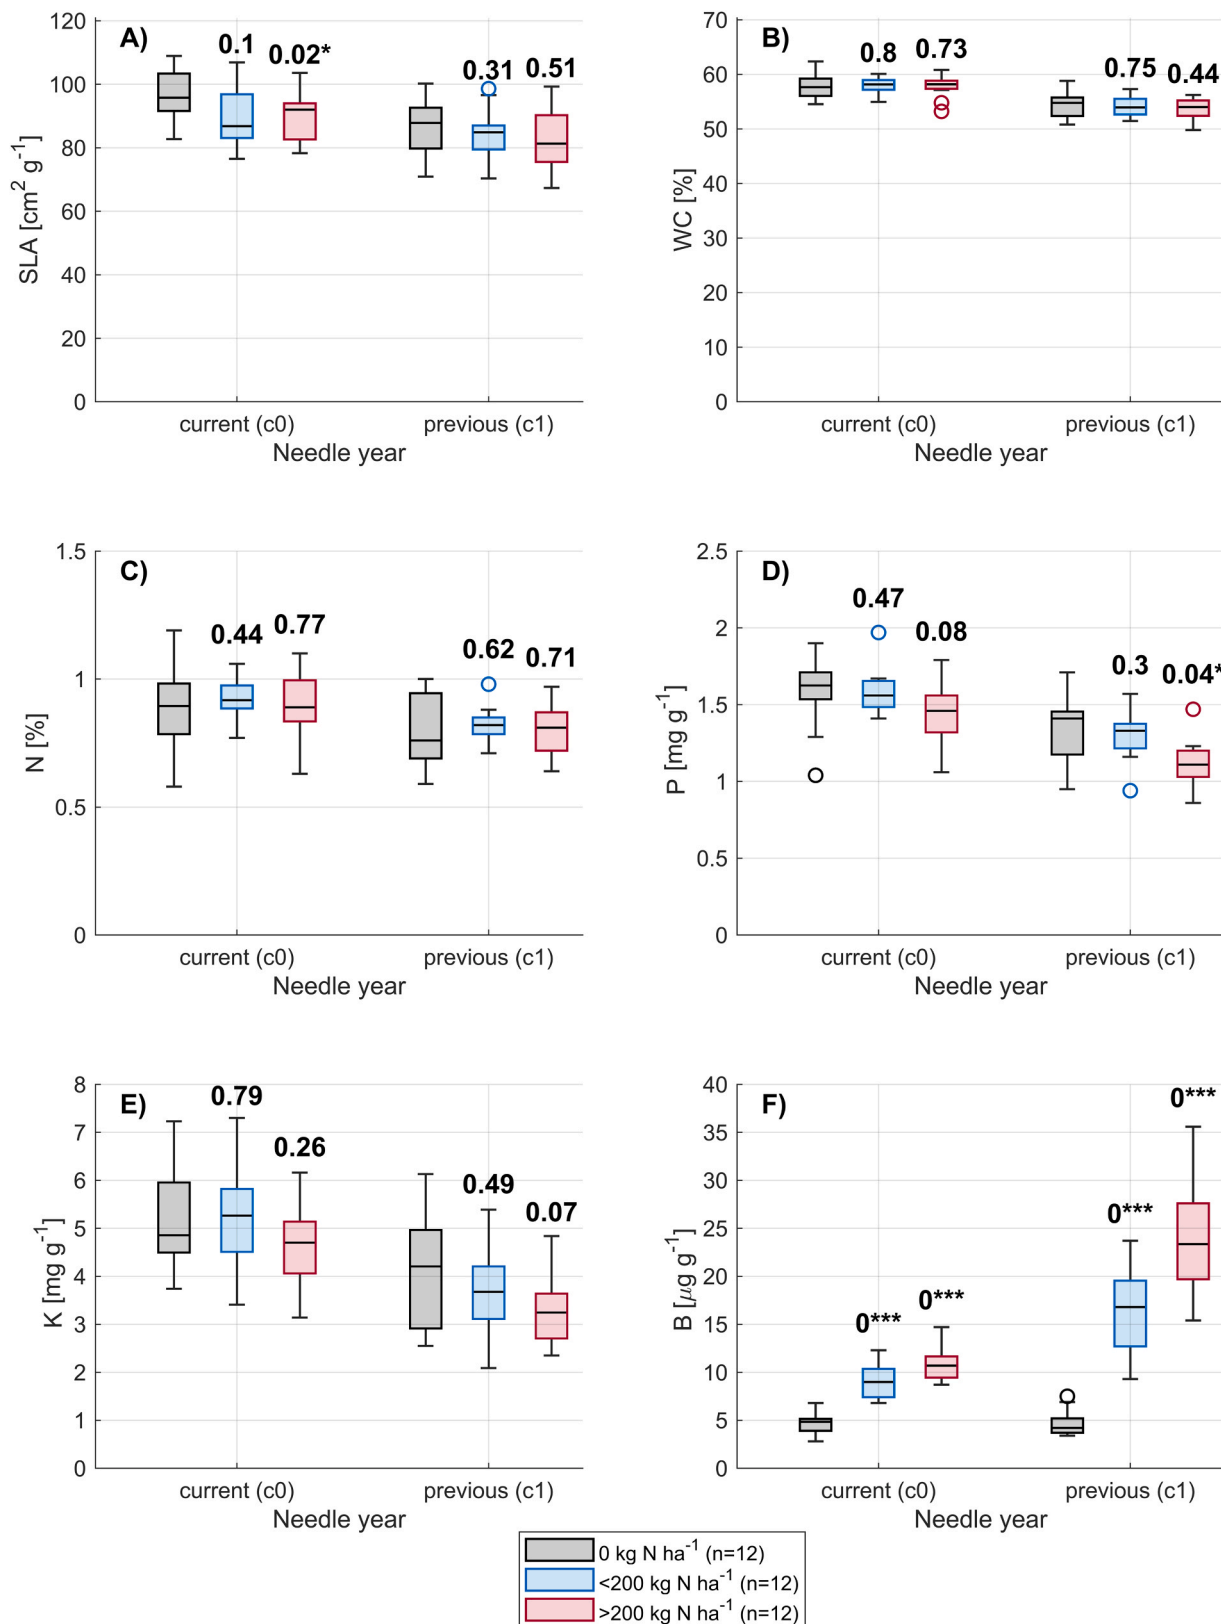 A)
120
100
80
60
40
20
0
SLA [cm² g⁻¹]
0.1
0.02*
0.31
0.51
current (c0)
previous (c1)
Needle year
B)
70
60
50
40
30
20
10
0
WC [%]
0.8
0.73
0.75
0.44
current (c0)
previous (c1)
Needle year
C)
1.5
1
0.5
0
N [%]
0.44
0.77
0.62
0.71
current (c0)
previous (c1)
Needle year
D)
2.5
2
1.5
1
0.5
0
P [mg g⁻¹]
0.47
0.08
0.3
0.04*
current (c0)
previous (c1)
Needle year
E)
8
7
6
5
4
3
2
1
0
K [mg g⁻¹]
0.79
0.26
0.49
0.07
current (c0)
previous (c1)
Needle year
F)
40
35
30
25
20
15
10
5
0
B [μg g⁻¹]
0***
0***
0***
0***
current (c0)
previous (c1)
Needle year
0 kg N ha⁻¹ (n=12)
<200 kg N ha⁻¹ (n=12)
>200 kg N ha⁻¹ (n=12)